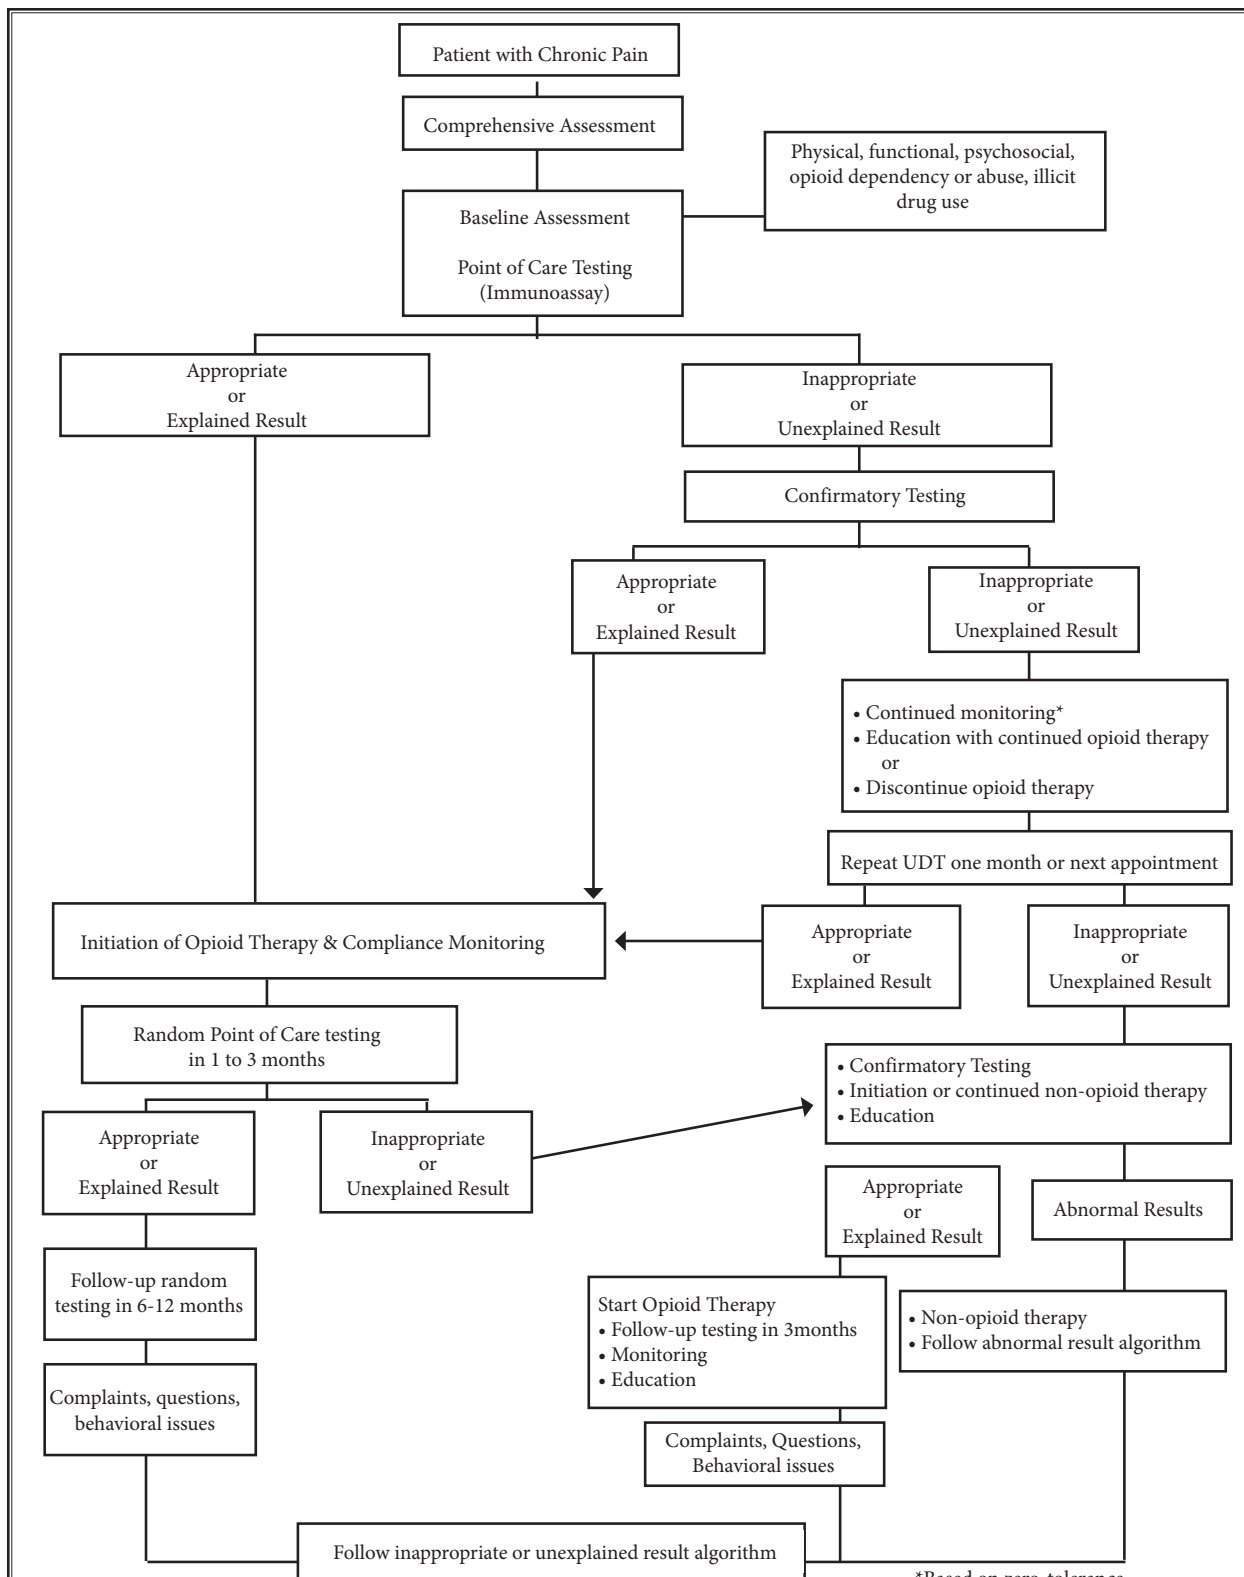 Patient with Chronic Pain
Comprehensive Assessment
Physical, functional, psychosocial,
opioid dependency or abuse, illicit
drug use
Baseline Assessment
Point of Care Testing
(Immunoassay)
Appropriate
or
Explained Result
Inappropriate
or
Unexplained Result
Confirmatory Testing
Appropriate
or
Explained Result
Inappropriate
or
Unexplained Result
• Continued monitoring*
• Education with continued opioid therapy
or
• Discontinue opioid therapy
Repeat UDT one month or next appointment
Initiation of Opioid Therapy & Compliance Monitoring
Appropriate
or
Explained Result
Inappropriate
or
Unexplained Result
Random Point of Care testing
in 1 to 3 months
• Confirmatory Testing
• Initiation or continued non-opioid therapy
• Education
Appropriate
or
Explained Result
Inappropriate
or
Unexplained Result
Appropriate
or
Explained Result
Abnormal Results
Follow-up random
testing in 6-12 months
Start Opioid Therapy
• Follow-up testing in 3months
• Monitoring
• Education
• Non-opioid therapy
• Follow abnormal result algorithm
Complaints, questions,
behavioral issues
Complaints, Questions,
Behavioral issues
Follow inappropriate or unexplained result algorithm
*Based on zero-tolerance